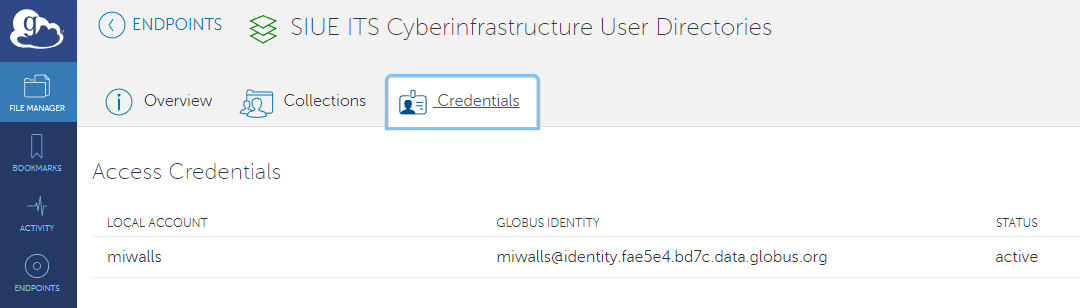 g
ENDPOINTS
SIUE ITS Cyberinfrastructure User Directories
FILE MANAGER
Overview
Collections
Credentials
BOOKMARKS
Access Credentials
ACTIVITY
LOCAL ACCOUNT
GLOBUS IDENTITY
STATUS
miwalls
miwalls@identity.fae5e4.bd7c.data.globus.org
active
ENDPOINTS